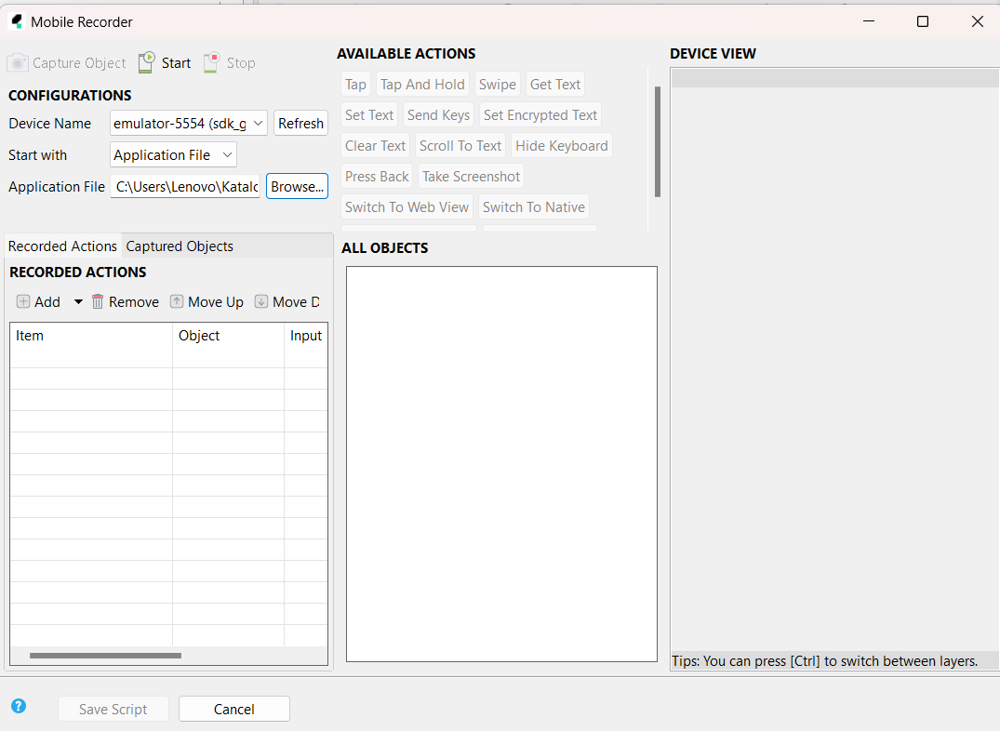 Mobile Recorder
Capture Object Start Stop
CONFIGURATIONS
Device Name emulator-5554 (sdk_g Refresh
Start with Application File
Application File C:\Users\Lenovo\Katalo Browse...
Recorded Actions Captured Objects
RECORDED ACTIONS
Add Remove Move Up Move D
Item Object Input
AVAILABLE ACTIONS
Tap Tap And Hold Swipe Get Text
Set Text Send Keys Set Encrypted Text
Clear Text Scroll To Text Hide Keyboard
Press Back Take Screenshot
Switch To Web View Switch To Native
ALL OBJECTS
DEVICE VIEW
Tips: You can press [Ctrl] to switch between layers.
? Save Script Cancel